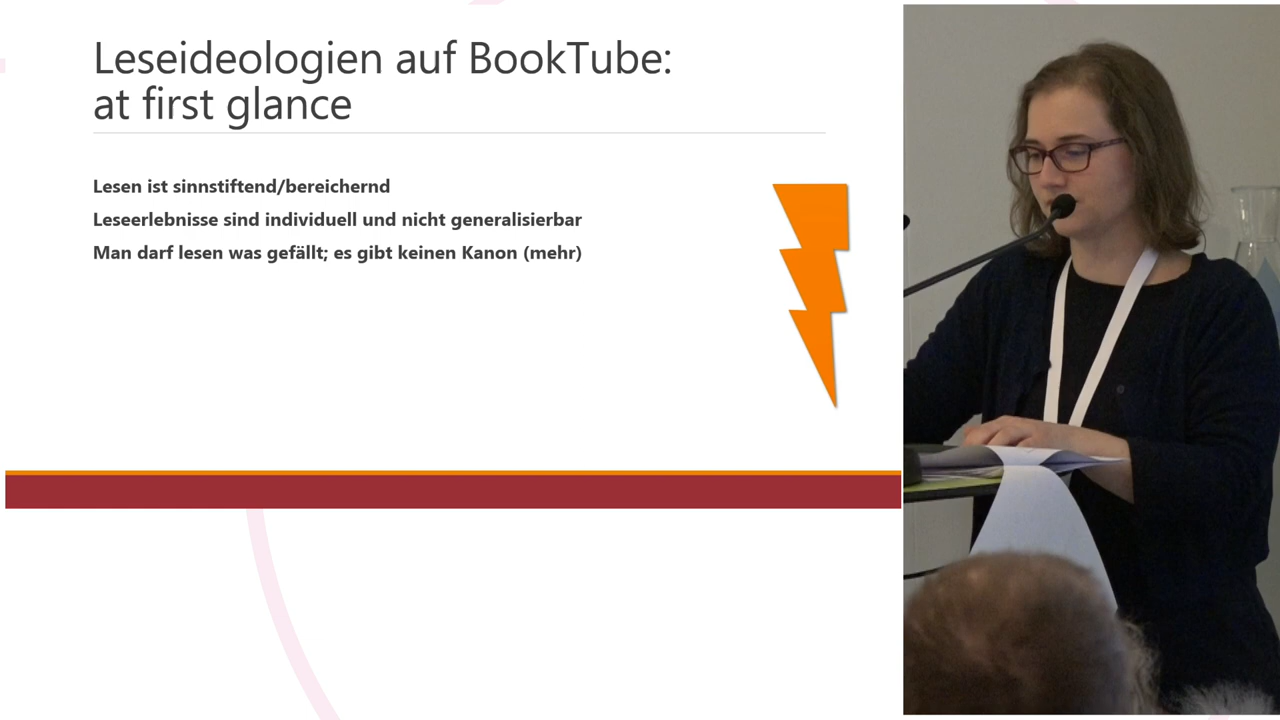 Leseideologien auf BookTube:
at first glance
Lesen ist sinnstiftend/bereichernd
Leseerlebnisse sind individuell und nicht generalisierbar
Man darf lesen was gefällt; es gibt keinen Kanon (mehr)